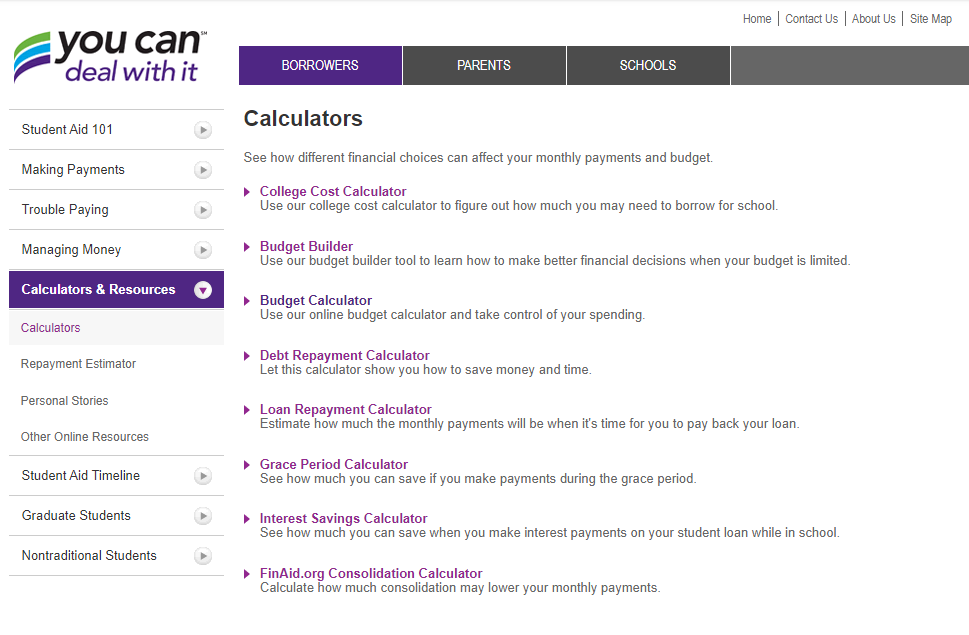 Home
Contact Us
About Us
Site Map
you can℠
deal with it
BORROWERS
PARENTS
SCHOOLS
Student Aid 101
Making Payments
Trouble Paying
Managing Money
Calculators & Resources
Calculators
Repayment Estimator
Personal Stories
Other Online Resources
Student Aid Timeline
Graduate Students
Nontraditional Students
Calculators
See how different financial choices can affect your monthly payments and budget.
College Cost Calculator
Use our college cost calculator to figure out how much you may need to borrow for school.
Budget Builder
Use our budget builder tool to learn how to make better financial decisions when your budget is limited.
Budget Calculator
Use our online budget calculator and take control of your spending.
Debt Repayment Calculator
Let this calculator show you how to save money and time.
Loan Repayment Calculator
Estimate how much the monthly payments will be when it's time for you to pay back your loan.
Grace Period Calculator
See how much you can save if you make payments during the grace period.
Interest Savings Calculator
See how much you can save when you make interest payments on your student loan while in school.
FinAid.org Consolidation Calculator
Calculate how much consolidation may lower your monthly payments.